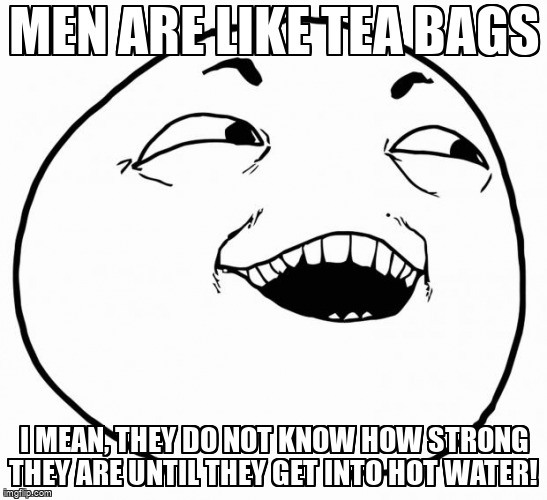 MEN ARE LIKE TEA BAGS
I MEAN, THEY DO NOT KNOW HOW STRONG
THEY ARE UNTIL THEY GET INTO HOT WATER!
imgflip.com